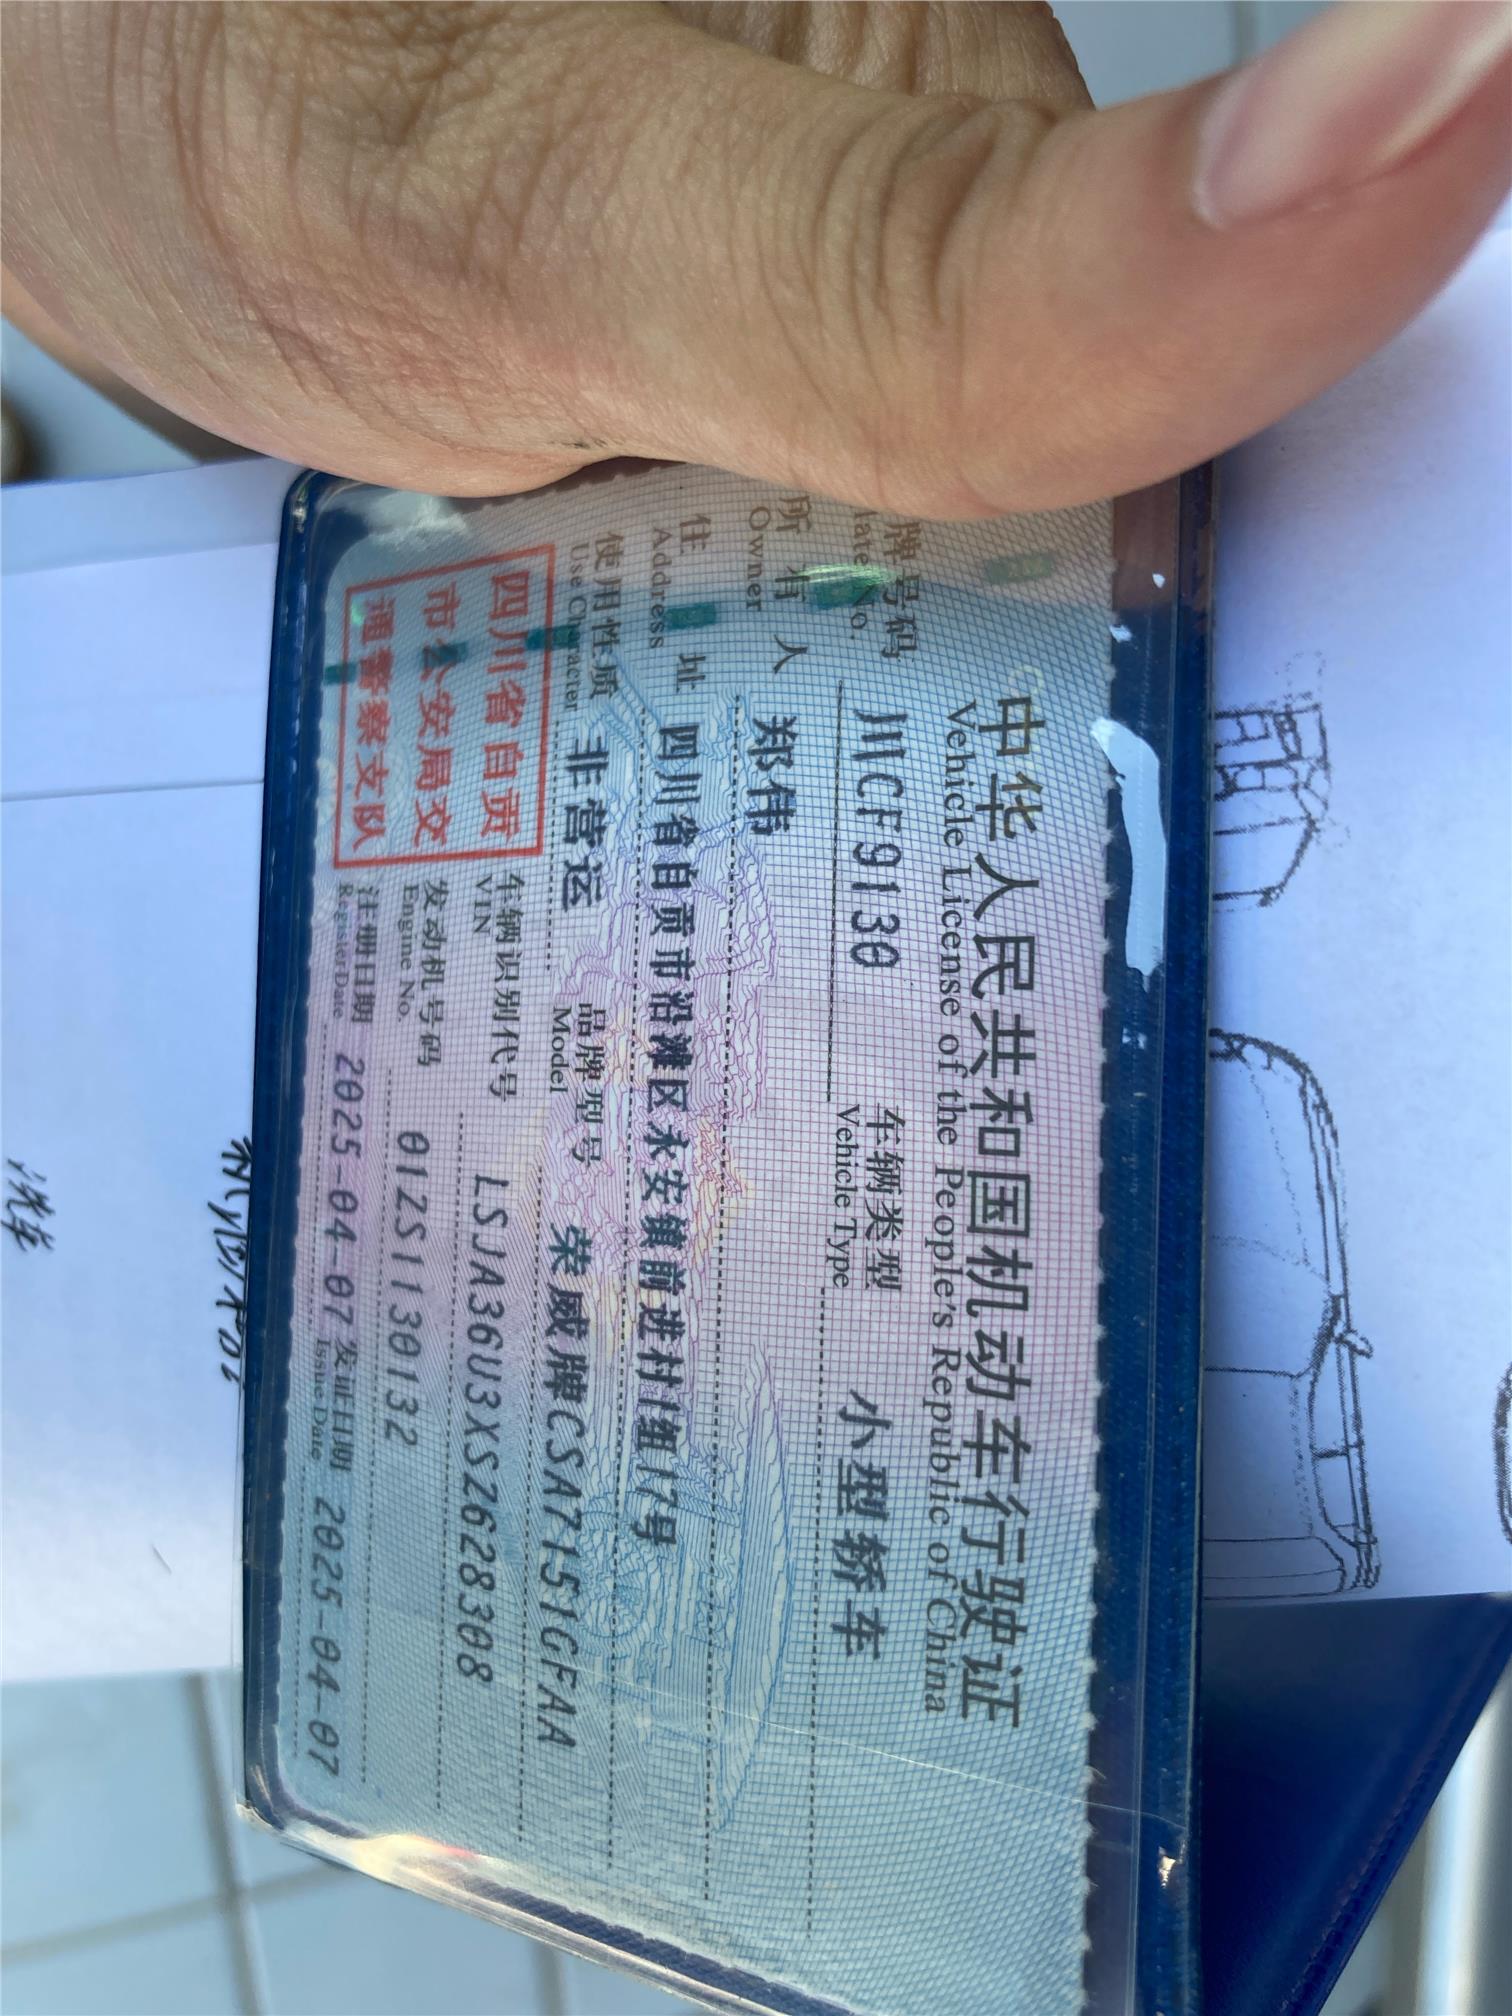 中华人民共和国机动车行驶证
Vehicle License of the People's Republic of China
牌号码 川CF9130 车辆类型 小型轿车
late No. Vehicle Type
所有人 郑伟
Owner
住址 四川省自贡市沿滩区永安镇前进村1组17号
Address
使用性质 非营运 品牌型号 荣威牌CSA7151GFAA
Use Character Model
四川省自贡
市公安局交
通警察支队
车辆识别代号 LSJA36U3XS2628308
VIN
发动机号码 01ZS1130132
Engine No.
注册日期 2025-04-07 发证日期 2025-04-07
Register Date Issue Date
洗车